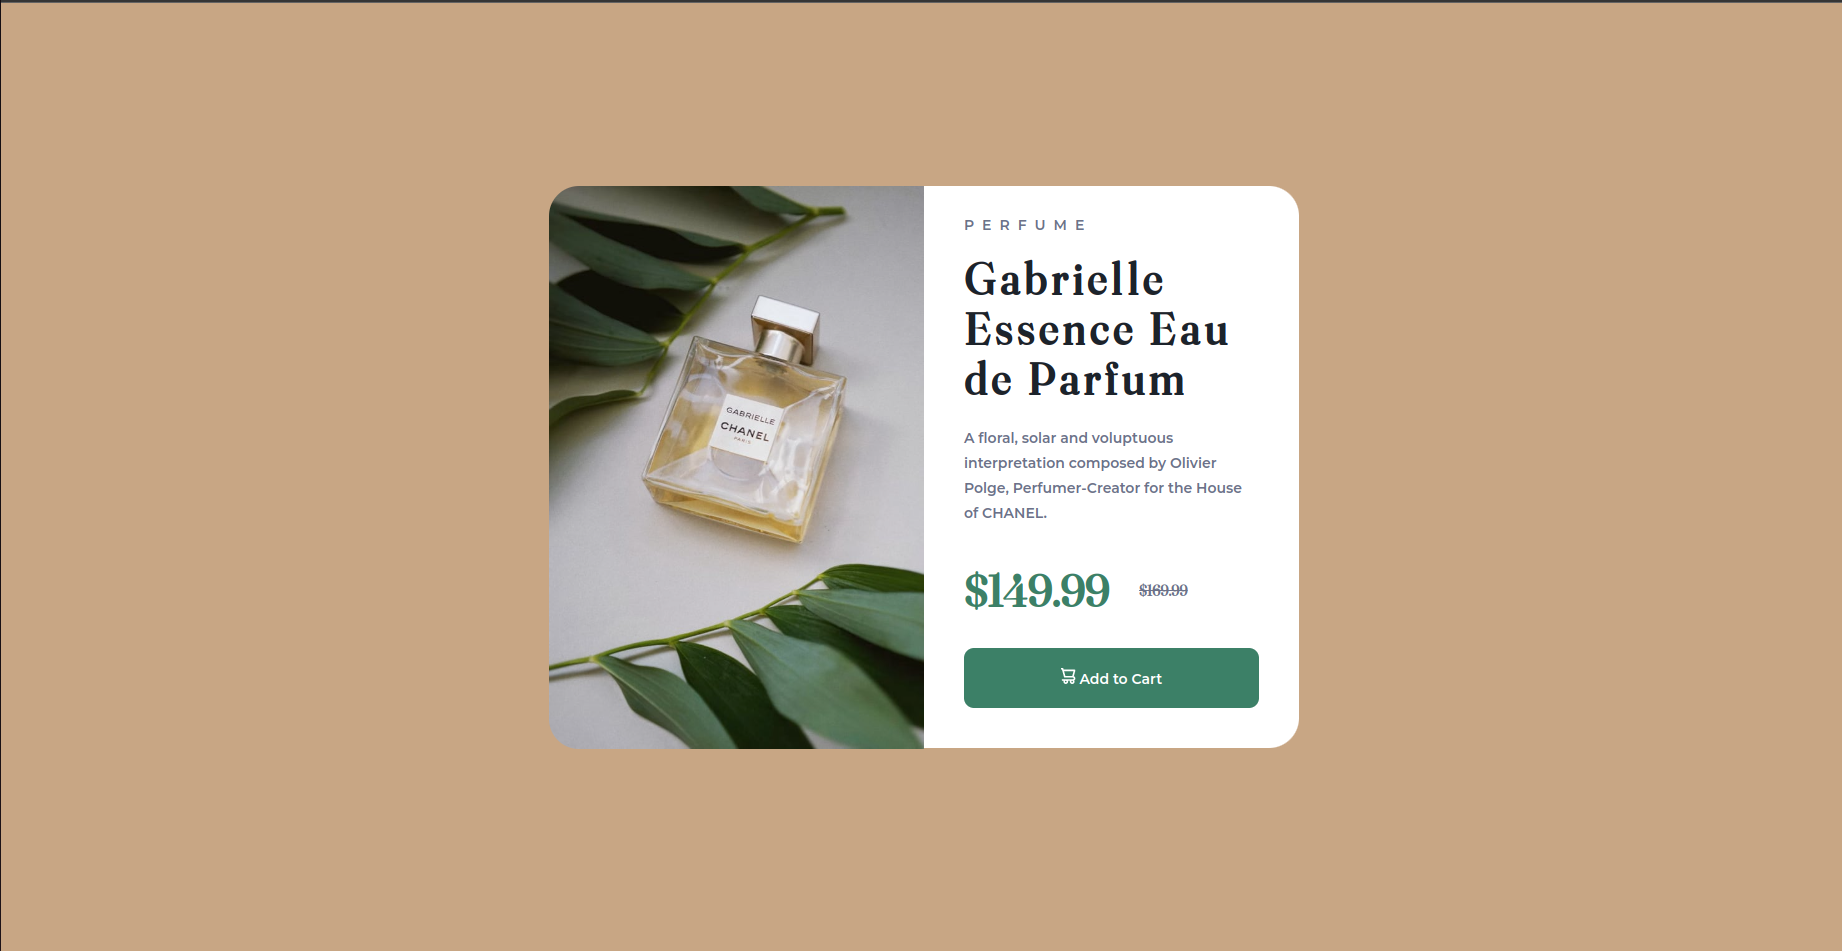 GABRIELLE
CHANEL
PARIS
PERFUME
Gabrielle
Essence Eau
de Parfum
A floral, solar and voluptuous
interpretation composed by Olivier
Polge, Perfumer-Creator for the House
of CHANEL.
$149.99 $169.99
Add to Cart